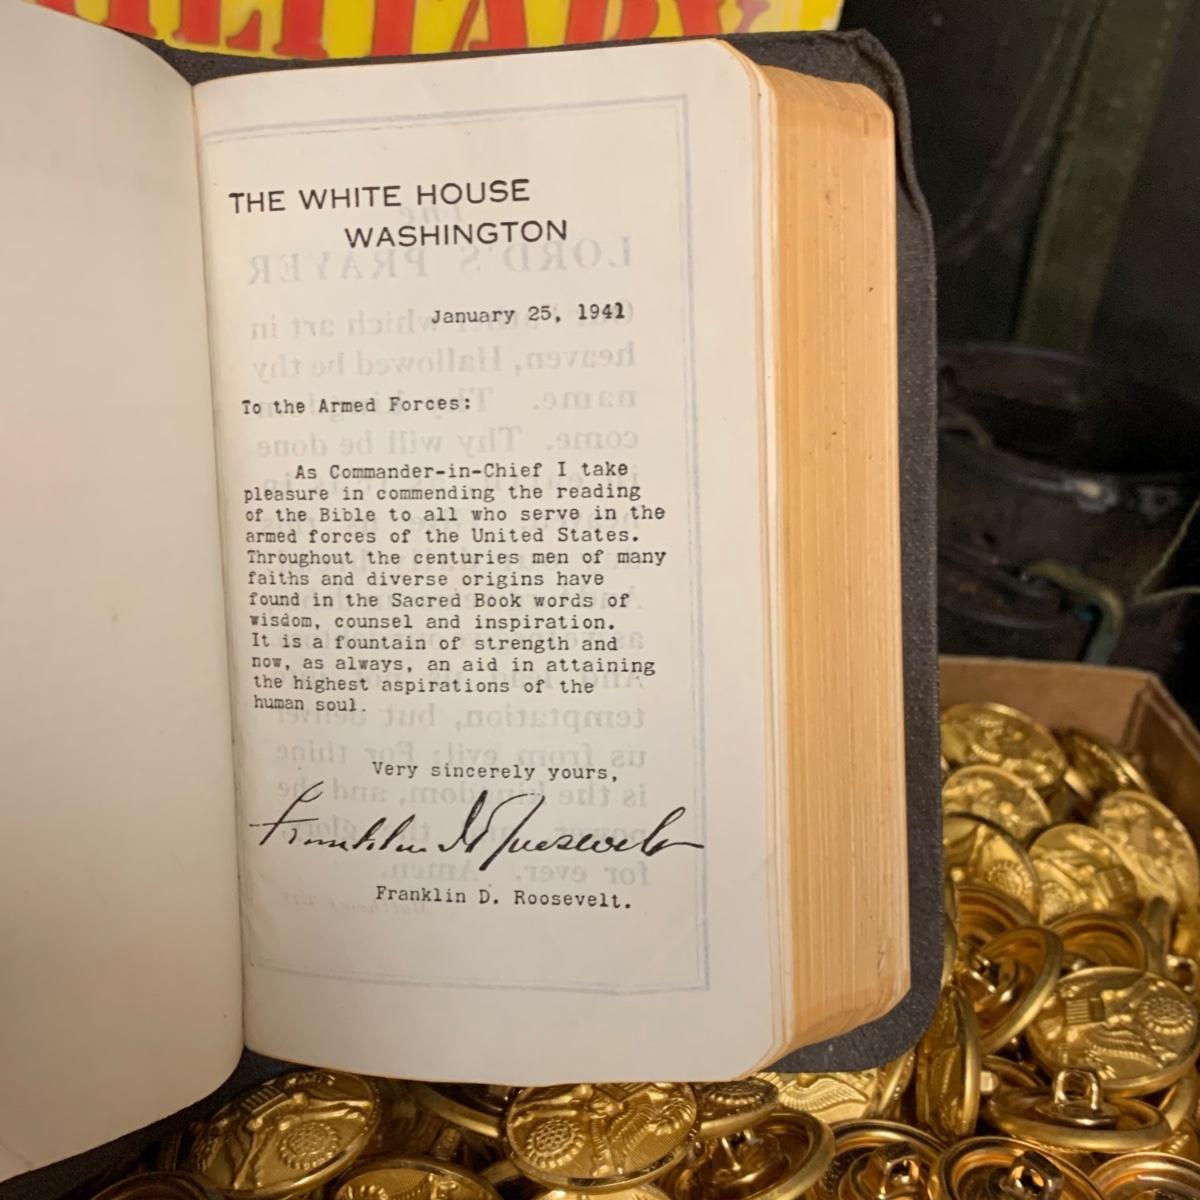 MILITARY
THE WHITE HOUSE
WASHINGTON
January 25, 1941
To the Armed Forces:
As Commander-in-Chief I take
pleasure in commending the reading
of the Bible to all who serve in the
armed forces of the United States.
Throughout the centuries men of many
faiths and diverse origins have
found in the Sacred Book words of
wisdom, counsel and inspiration.
It is a fountain of strength and
now, as always, an aid in attaining
the highest aspirations of the
human soul.
Very sincerely yours,
Franklin D Roosevelt
Franklin D. Roosevelt.